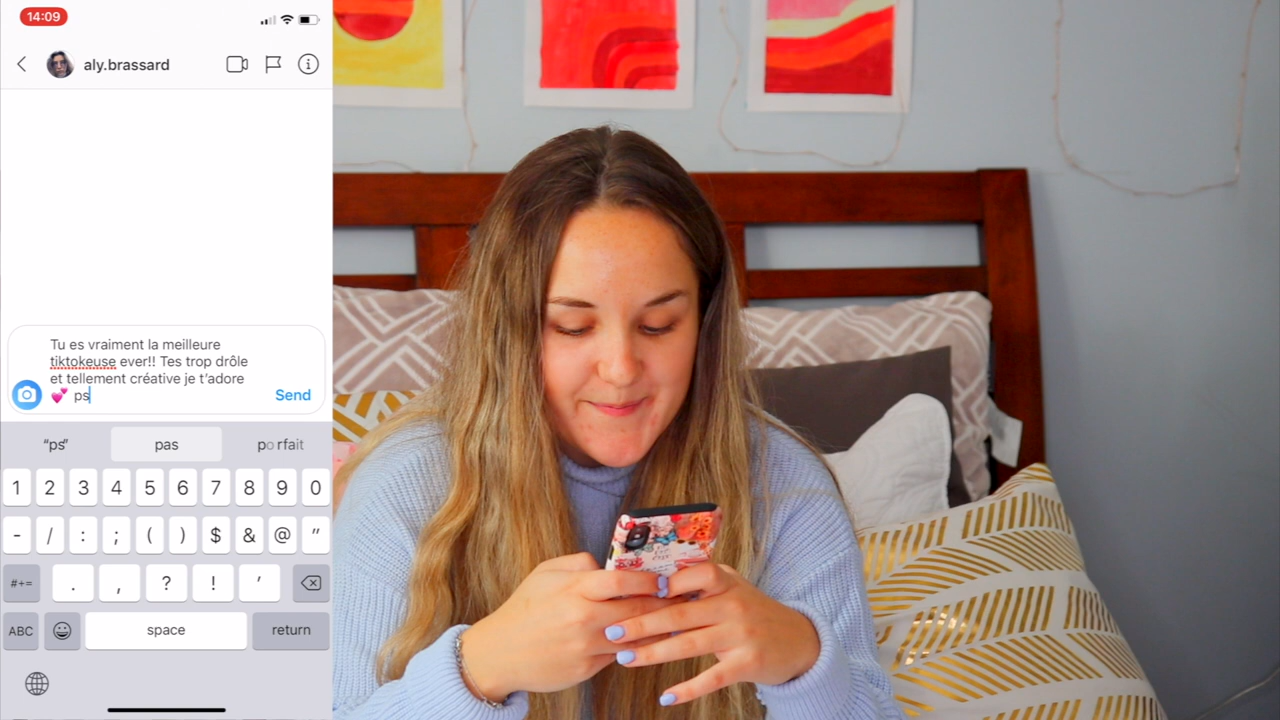 14:09
aly.brassard
Tu es vraiment la meilleure
tiktokeuse ever!! Tes trop drôle
et tellement créative je t'adore
💕 ps
Send
“ps” pas porfait
1 2 3 4 5 6 7 8 9 0
- / : ; ( ) $ & @ "
#+= . , ? ! '
ABC space return